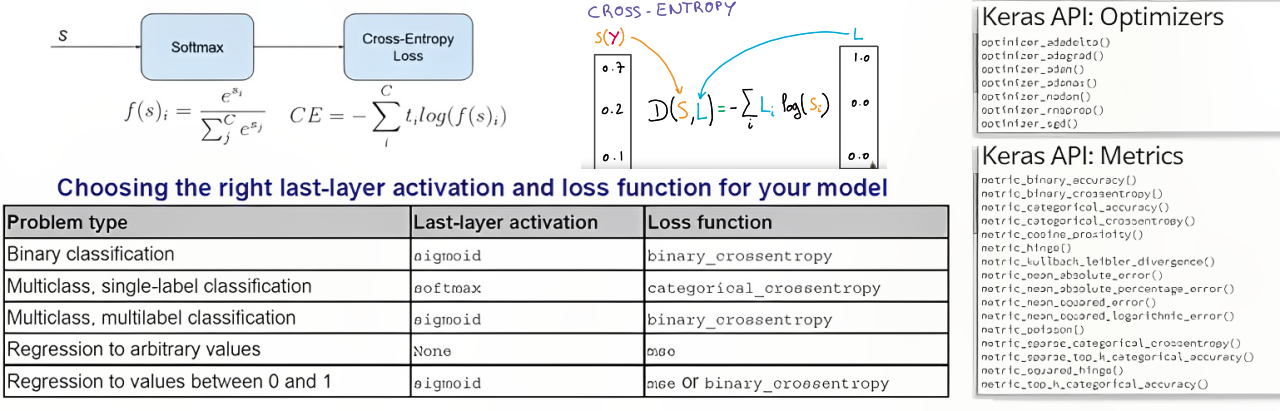 S
Softmax
Cross-Entropy
Loss
f(s)_i = e^{s_i} / ∑_j^C e^{s_j}
CE = − ∑_i^C t_i log(f(s)_i)
CROSS-ENTROPY
S(Y)
L
0.7
0.2
0.1
D(S,L) = − ∑_i L_i log(S_i)
1.0
0.0
0.0
Choosing the right last-layer activation and loss function for your model
Problem type Last-layer activation Loss function
Binary classification sigmoid binary_crossentropy
Multiclass, single-label classification softmax categorical_crossentropy
Multiclass, multilabel classification sigmoid binary_crossentropy
Regression to arbitrary values None mse
Regression to values between 0 and 1 sigmoid mse or binary_crossentropy
Keras API: Optimizers
optimizer_adadelta()
optimizer_adagrad()
optimizer_adam()
optimizer_adamax()
optimizer_nadam()
optimizer_rmsprop()
optimizer_sgd()
Keras API: Metrics
metric_binary_accuracy()
metric_binary_crossentropy()
metric_categorical_accuracy()
metric_categorical_crossentropy()
metric_cosine_proximity()
metric_hinge()
metric_kullback_leibler_divergence()
metric_mean_absolute_error()
metric_mean_absolute_percentage_error()
metric_mean_squared_error()
metric_mean_squared_logarithmic_error()
metric_poisson()
metric_sparse_categorical_crossentropy()
metric_sparse_top_k_categorical_accuracy()
metric_squared_hinge()
metric_top_k_categorical_accuracy()